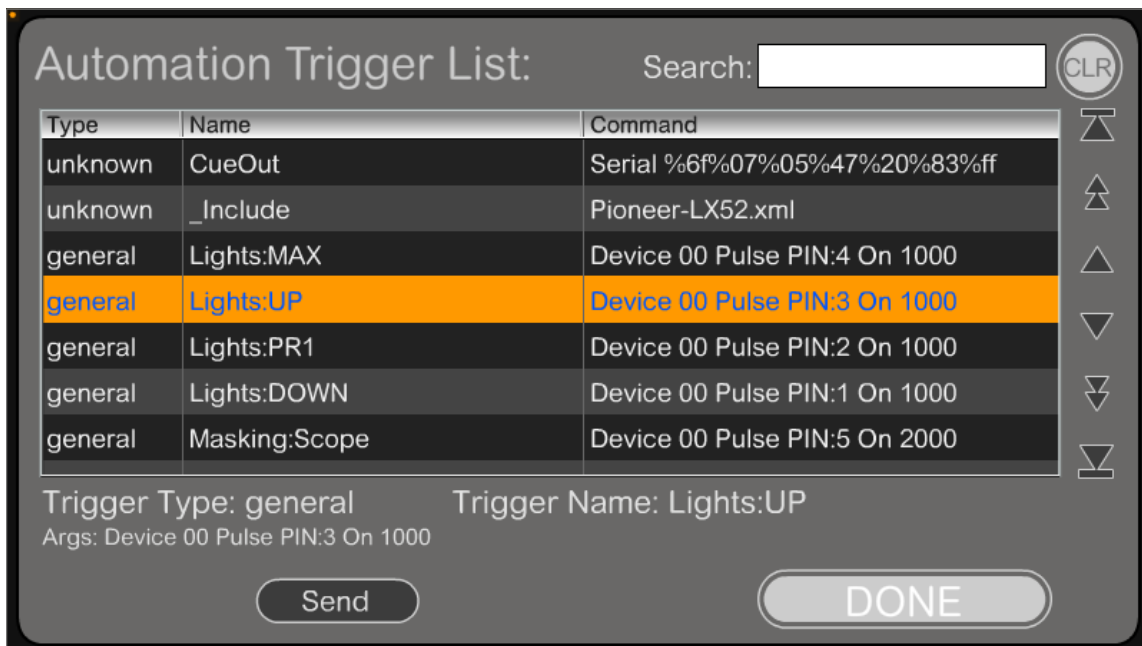 Automation Trigger List: Search: CLR
Type Name Command
unknown CueOut Serial %6f%07%05%47%20%83%ff
unknown _Include Pioneer-LX52.xml
general Lights:MAX Device 00 Pulse PIN:4 On 1000
general Lights:UP Device 00 Pulse PIN:3 On 1000
general Lights:PR1 Device 00 Pulse PIN:2 On 1000
general Lights:DOWN Device 00 Pulse PIN:1 On 1000
general Masking:Scope Device 00 Pulse PIN:5 On 2000
Trigger Type: general Trigger Name: Lights:UP
Args: Device 00 Pulse PIN:3 On 1000
Send DONE